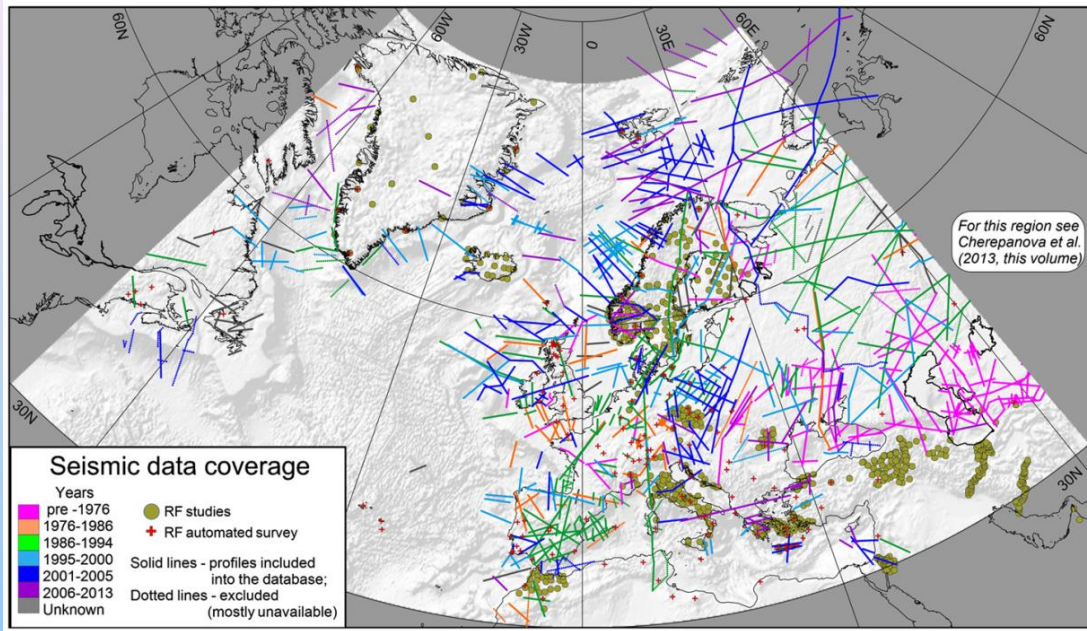 60N
60W
30W
0
30E
60E
60N
For this region see
Cherepanova et al.
(2013, this volume)
30N
30N
Seismic data coverage
Years
pre -1976
1976-1986
1986-1994
1995-2000
2001-2005
2006-2013
Unknown
RF studies
RF automated survey
Solid lines - profiles included
into the database;
Dotted lines - excluded
(mostly unavailable)